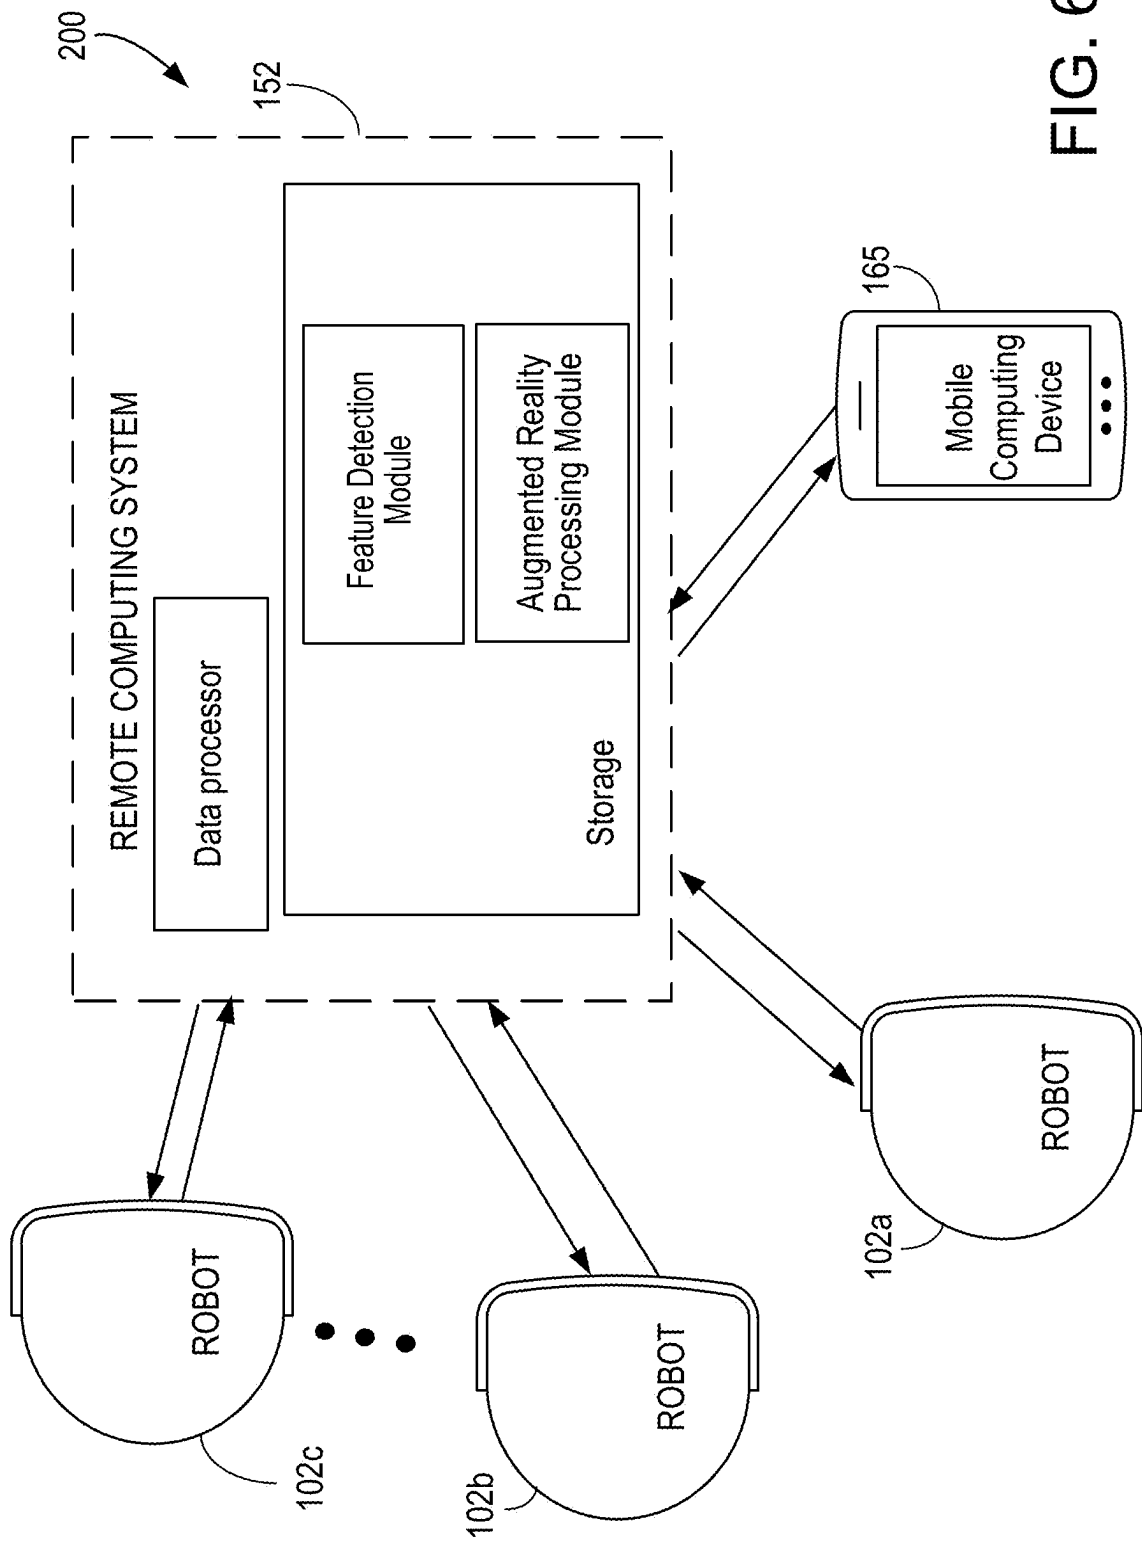 200
152
REMOTE COMPUTING SYSTEM
Data processor
Feature Detection
Module
Augmented Reality
Processing Module
Storage
165
Mobile
Computing
Device
ROBOT
102c
ROBOT
102b
ROBOT
102a
FIG. 6